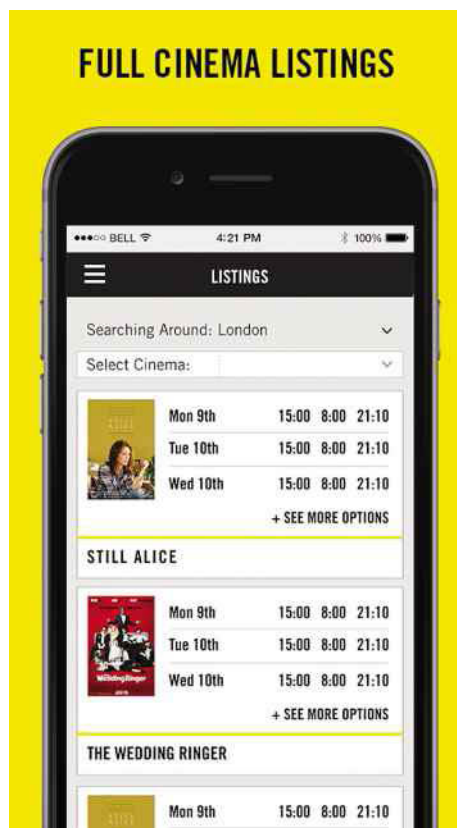 FULL CINEMA LISTINGS
BELL 4:21 PM 100%
LISTINGS
Searching Around: London
Select Cinema:
Mon 9th 15:00 8:00 21:10
Tue 10th 15:00 8:00 21:10
Wed 10th 15:00 8:00 21:10
+ SEE MORE OPTIONS
STILL ALICE
Mon 9th 15:00 8:00 21:10
Tue 10th 15:00 8:00 21:10
The Wedding Ringer
Wed 10th 15:00 8:00 21:10
+ SEE MORE OPTIONS
THE WEDDING RINGER
Mon 9th 15:00 8:00 21:10